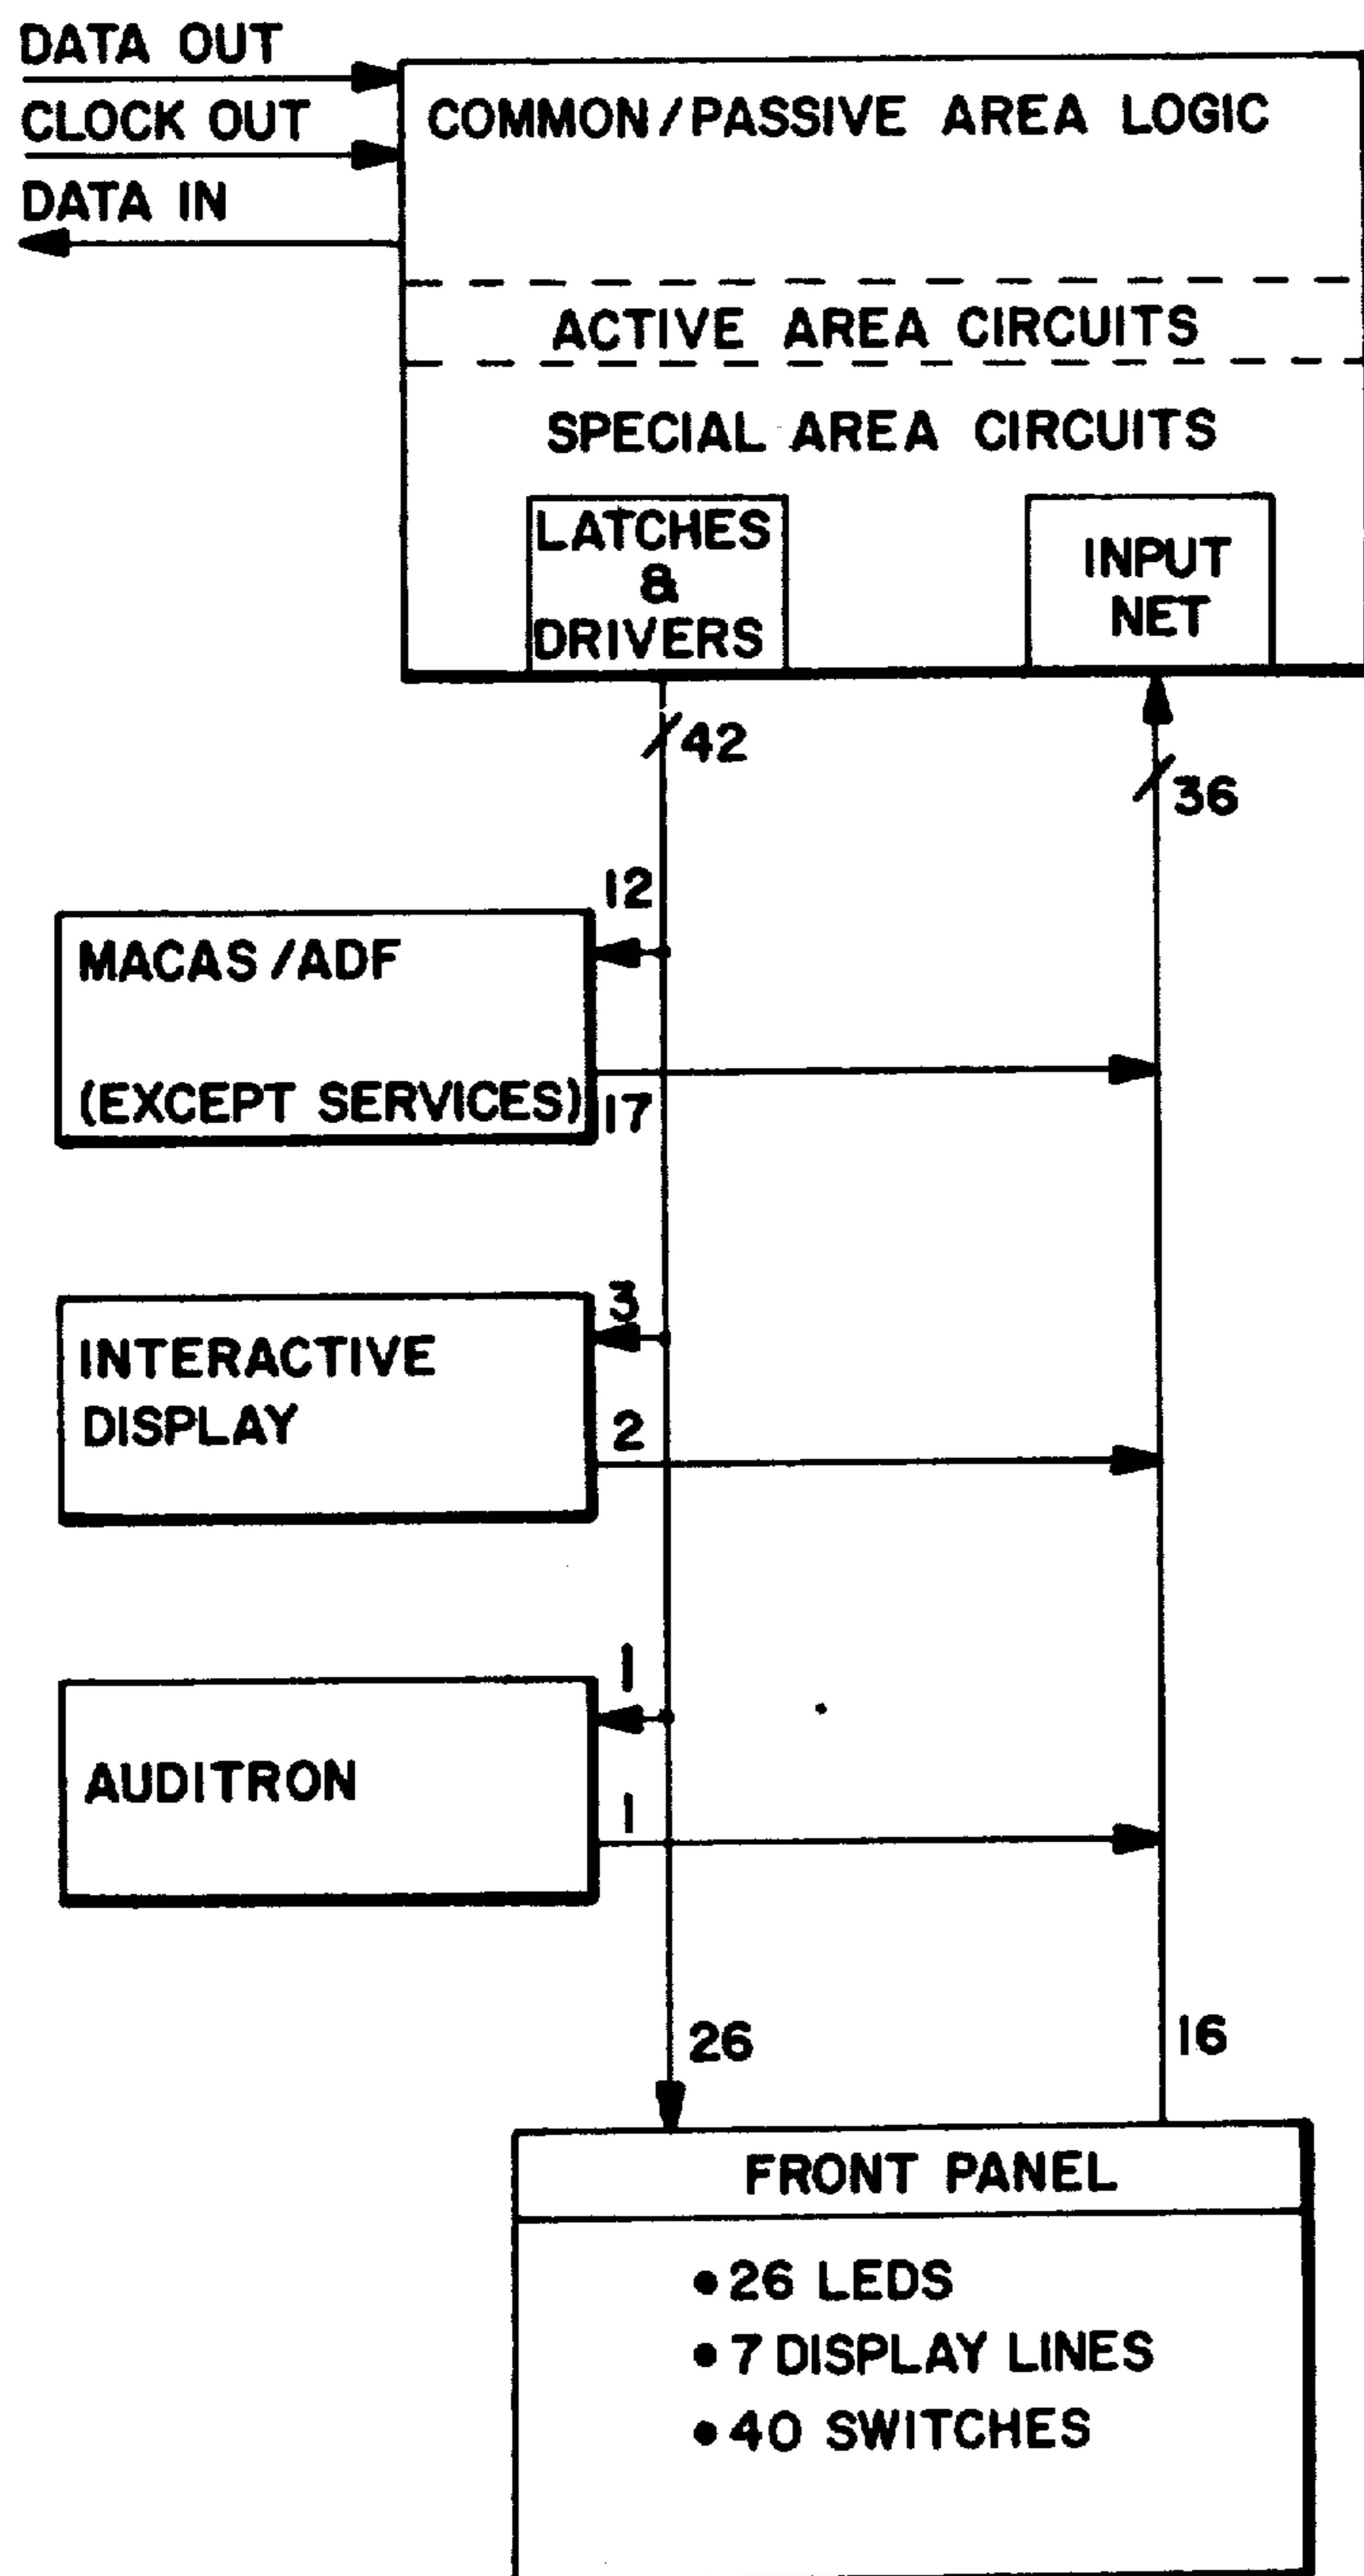 DATA OUT
CLOCK OUT
DATA IN
COMMON/PASSIVE AREA LOGIC
ACTIVE AREA CIRCUITS
SPECIAL AREA CIRCUITS
LATCHES
&
DRIVERS
INPUT
NET
42
36
12
MACAS/ADF
(EXCEPT SERVICES)
17
3
INTERACTIVE
DISPLAY
2
1
AUDITRON
1
26
16
FRONT PANEL
•26 LEDS
•7 DISPLAY LINES
•40 SWITCHES